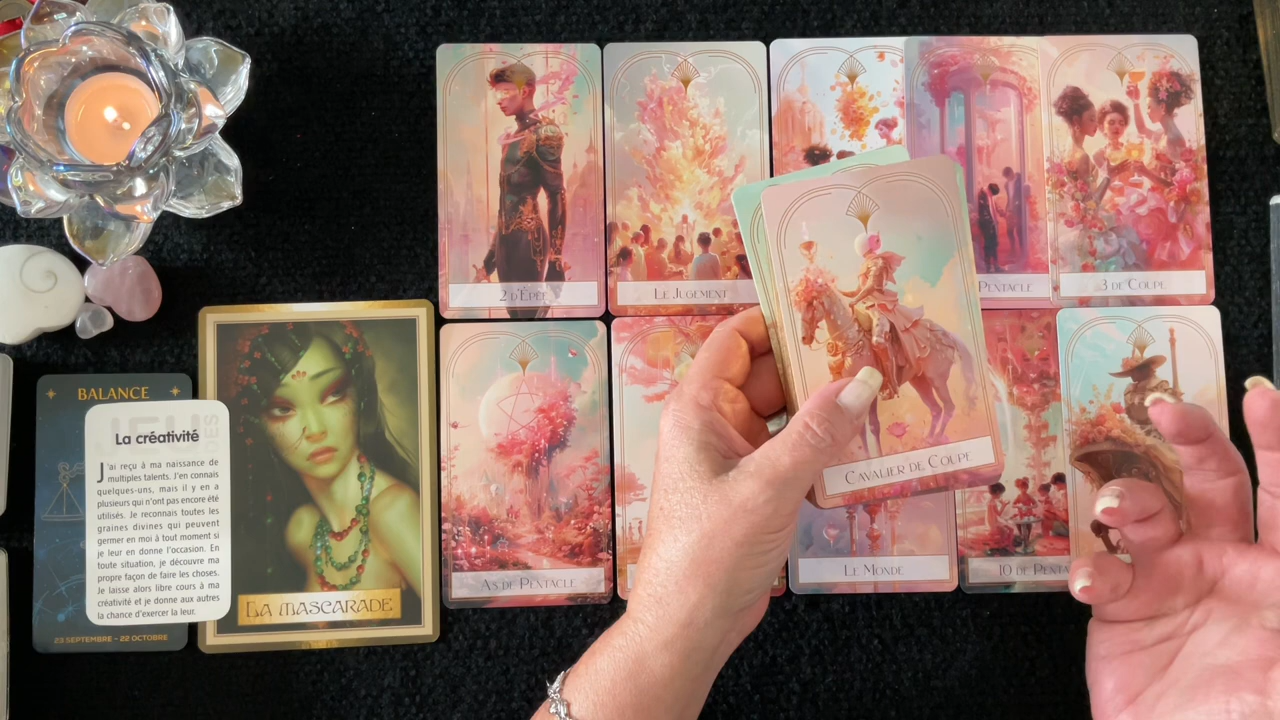 2 D'ÉPÉE
LE JUGEMENT
PENTACLE
3 DE COUPE
BALANCE
La créativité
J'ai reçu à ma naissance de
multiples talents. J'en connais
quelques-uns, mais il y en a
plusieurs qui n'ont pas encore été
utilisés. Je reconnais toutes les
graines divines qui peuvent
germer en moi à tout moment si
je leur en donne l'occasion. En
toute situation, je découvre ma
propre façon de faire les choses.
Je laisse alors libre cours à ma
créativité et je donne aux autres
la chance d'exercer la leur.
23 SEPTEMBRE - 22 OCTOBRE
LA MASCARADE
AS DE PENTACLE
CAVALIER DE COUPE
LE MONDE
10 DE PENTA